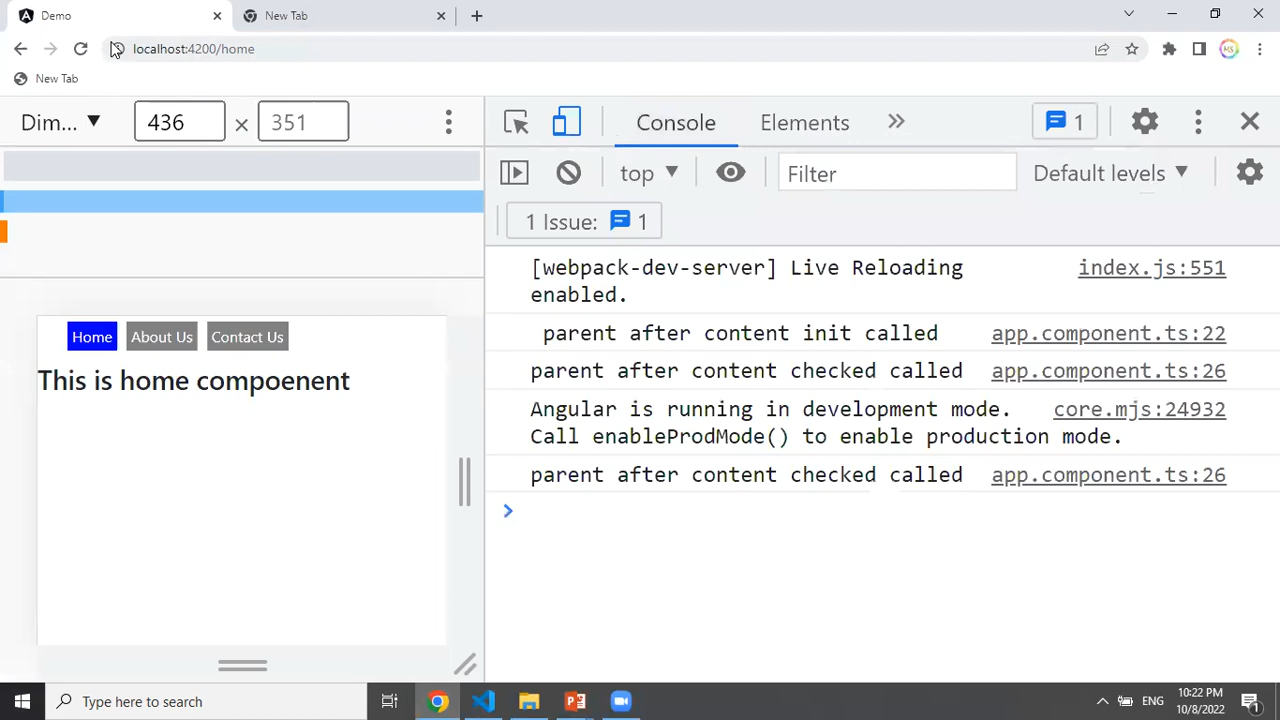 Demo
New Tab
localhost:4200/home
New Tab
Dim...
436
×
351
Console
Elements
1
top
Filter
Default levels
1 Issue:
1
[webpack-dev-server] Live Reloading index.js:551
enabled.
parent after content init called app.component.ts:22
parent after content checked called app.component.ts:26
Angular is running in development mode. core.mjs:24932
Call enableProdMode() to enable production mode.
parent after content checked called app.component.ts:26
Home About Us Contact Us
This is home compoenent
Type here to search
ENG
10:22 PM
10/8/2022
1